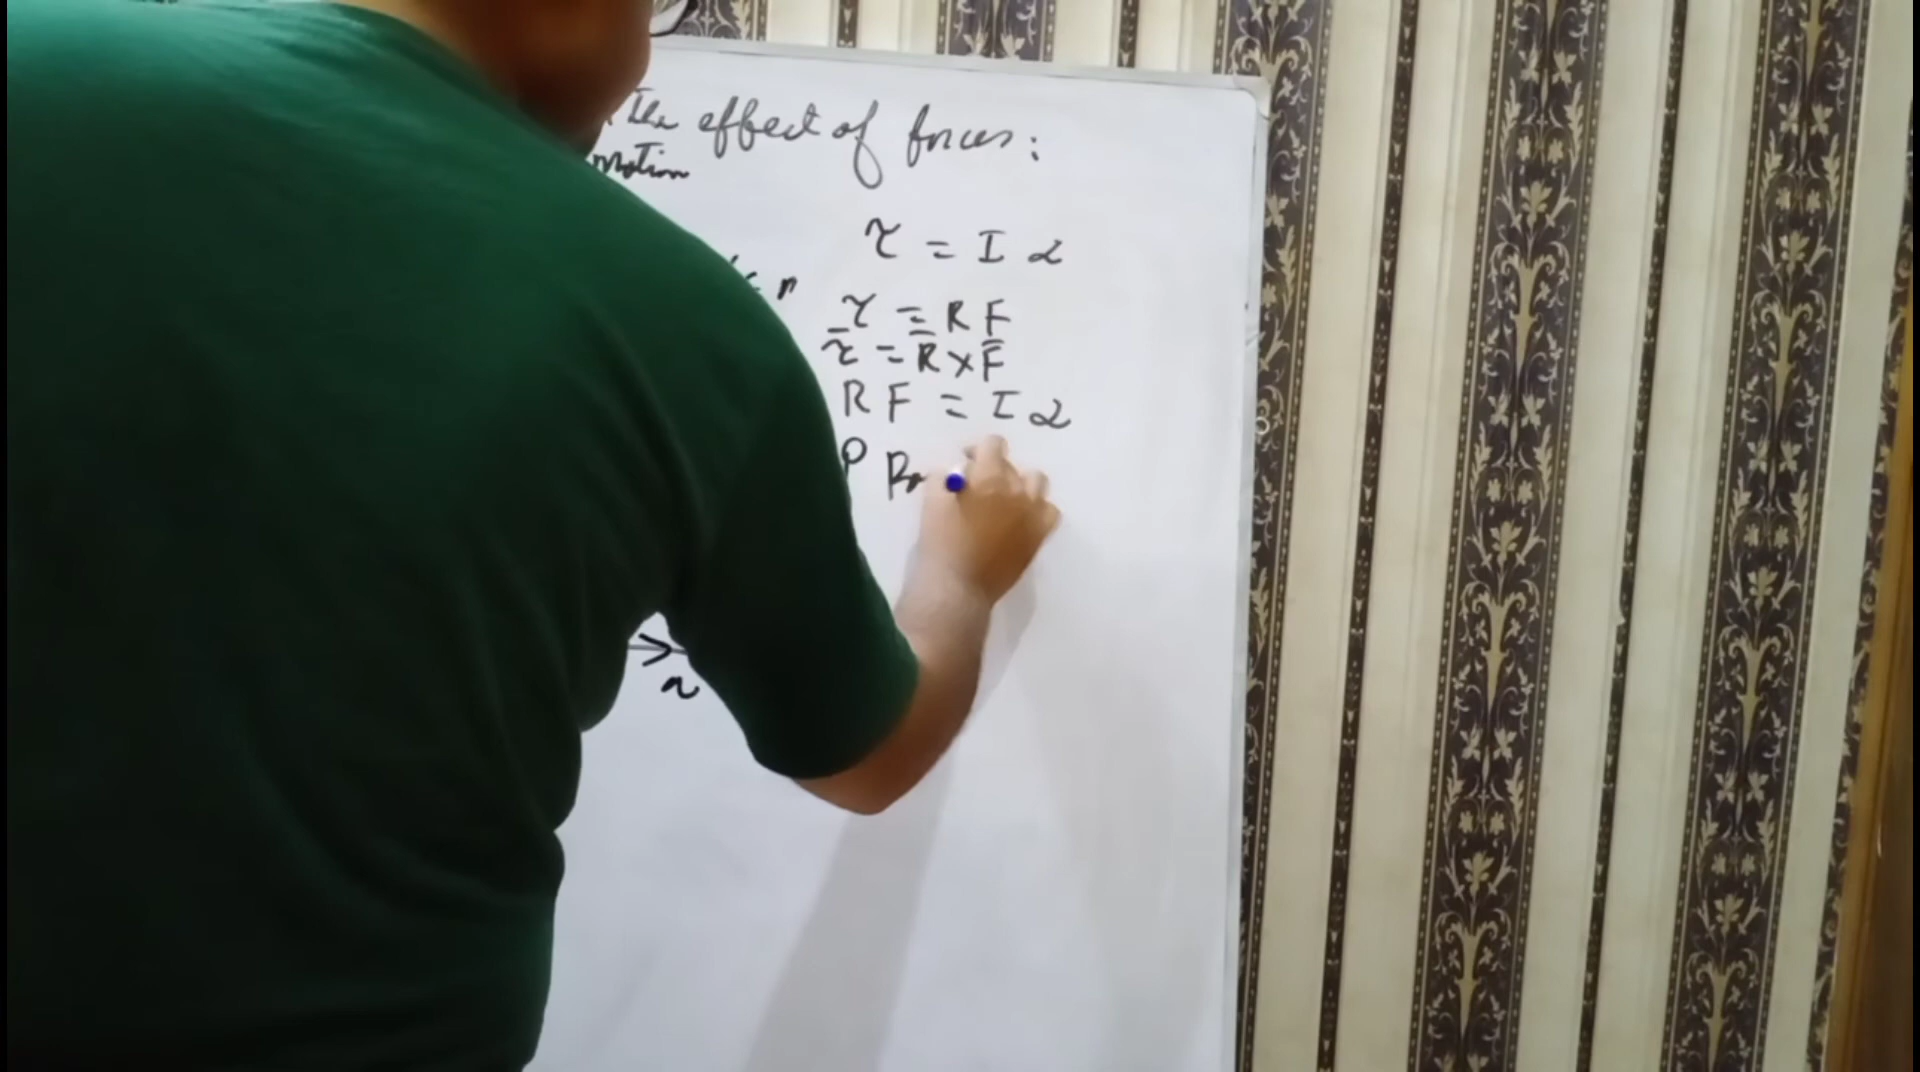 The effect of forces:
Motion
τ = I α
n
τ = R F
τ = R × F
R F = I α
P
a